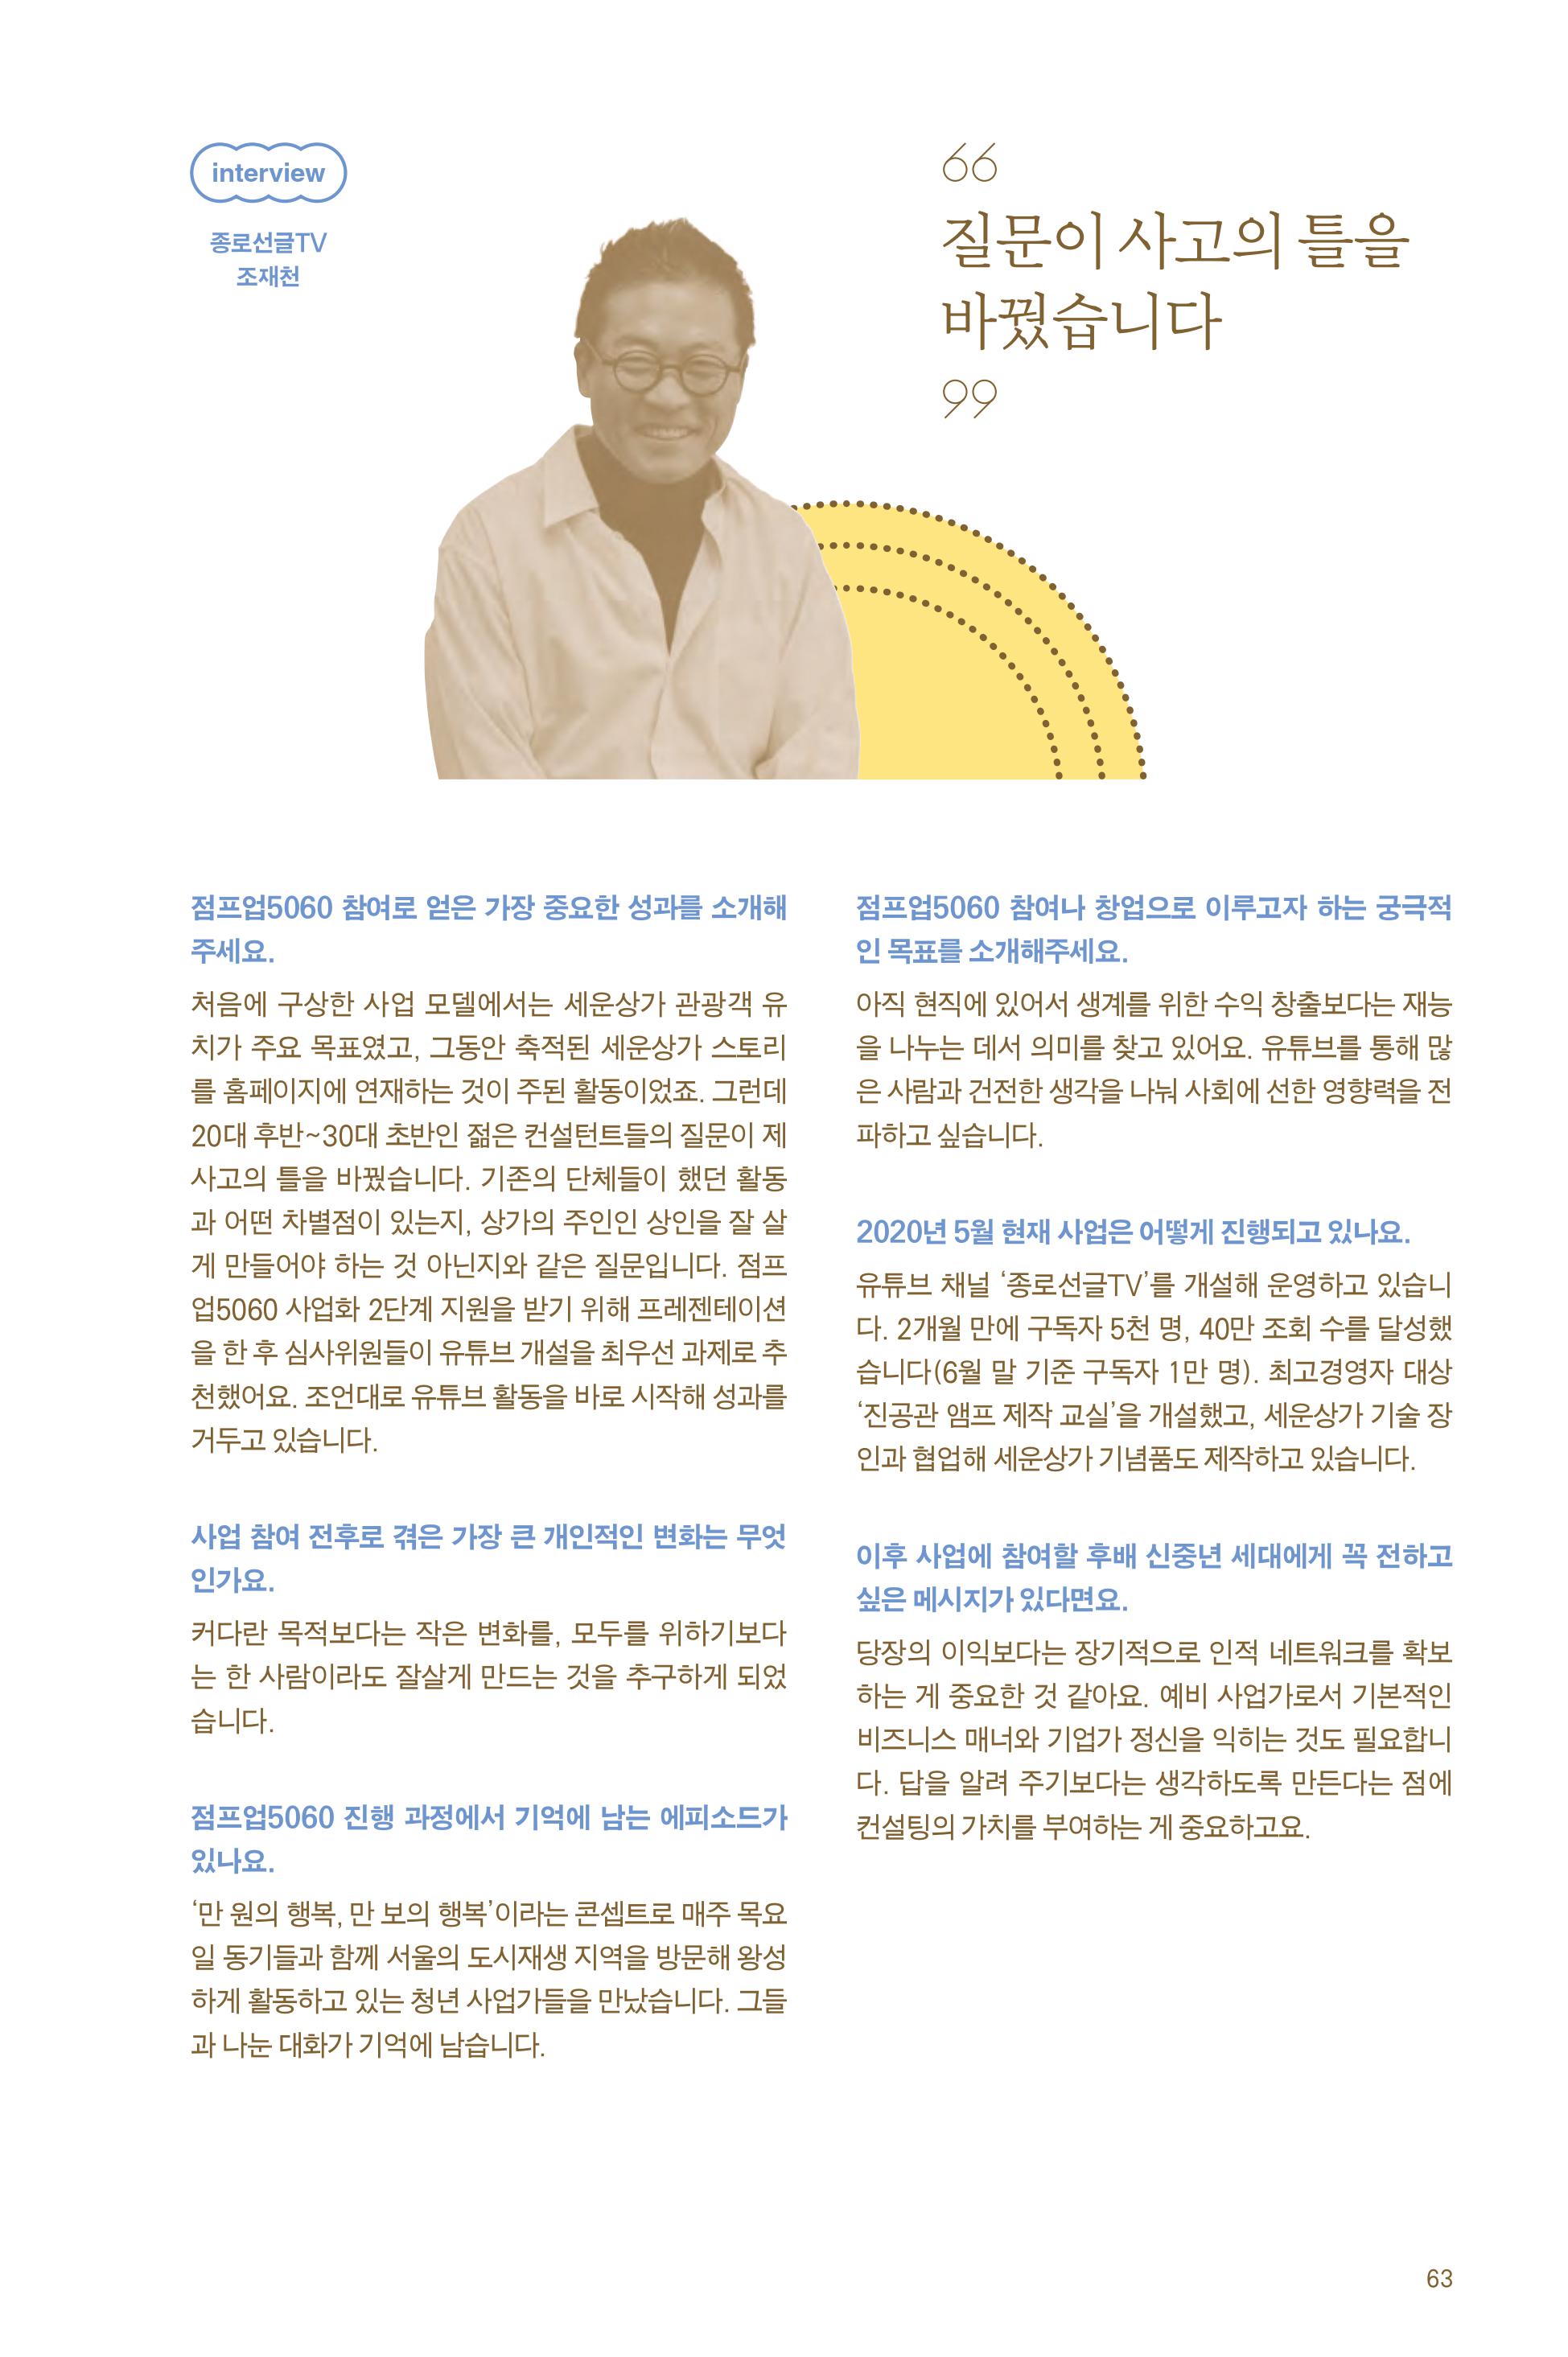 interview
종로선글TV
조재천
“
질문이 사고의 틀을
바꿨습니다
”
점프업5060 참여로 얻은 가장 중요한 성과를 소개해
주세요.
처음에 구상한 사업 모델에서는 세운상가 관광객 유
치가 주요 목표였고, 그동안 축적된 세운상가 스토리
를 홈페이지에 연재하는 것이 주된 활동이었죠. 그런데
20대 후반~30대 초반인 젊은 컨설턴트들의 질문이 제
사고의 틀을 바꿨습니다. 기존의 단체들이 했던 활동
과 어떤 차별점이 있는지, 상가의 주인인 상인을 잘 살
게 만들어야 하는 것 아닌지와 같은 질문입니다. 점프
업5060 사업화 2단계 지원을 받기 위해 프레젠테이션
을 한 후 심사위원들이 유튜브 개설을 최우선 과제로 추
천했어요. 조언대로 유튜브 활동을 바로 시작해 성과를
거두고 있습니다.
사업 참여 전후로 겪은 가장 큰 개인적인 변화는 무엇
인가요.
커다란 목적보다는 작은 변화를, 모두를 위하기보다
는 한 사람이라도 잘살게 만드는 것을 추구하게 되었
습니다.
점프업5060 진행 과정에서 기억에 남는 에피소드가
있나요.
‘만 원의 행복, 만 보의 행복’이라는 콘셉트로 매주 목요
일 동기들과 함께 서울의 도시재생 지역을 방문해 왕성
하게 활동하고 있는 청년 사업가들을 만났습니다. 그들
과 나눈 대화가 기억에 남습니다.
점프업5060 참여나 창업으로 이루고자 하는 궁극적
인 목표를 소개해주세요.
아직 현직에 있어서 생계를 위한 수익 창출보다는 재능
을 나누는 데서 의미를 찾고 있어요. 유튜브를 통해 많
은 사람과 건전한 생각을 나눠 사회에 선한 영향력을 전
파하고 싶습니다.
2020년 5월 현재 사업은 어떻게 진행되고 있나요.
유튜브 채널 ‘종로선글TV’를 개설해 운영하고 있습니
다. 2개월 만에 구독자 5천 명, 40만 조회 수를 달성했
습니다(6월 말 기준 구독자 1만 명). 최고경영자 대상
‘진공관 앰프 제작 교실’을 개설했고, 세운상가 기술 장
인과 협업해 세운상가 기념품도 제작하고 있습니다.
이후 사업에 참여할 후배 신중년 세대에게 꼭 전하고
싶은 메시지가 있다면요.
당장의 이익보다는 장기적으로 인적 네트워크를 확보
하는 게 중요한 것 같아요. 예비 사업가로서 기본적인
비즈니스 매너와 기업가 정신을 익히는 것도 필요합니
다. 답을 알려 주기보다는 생각하도록 만든다는 점에
컨설팅의 가치를 부여하는 게 중요하고요.
63